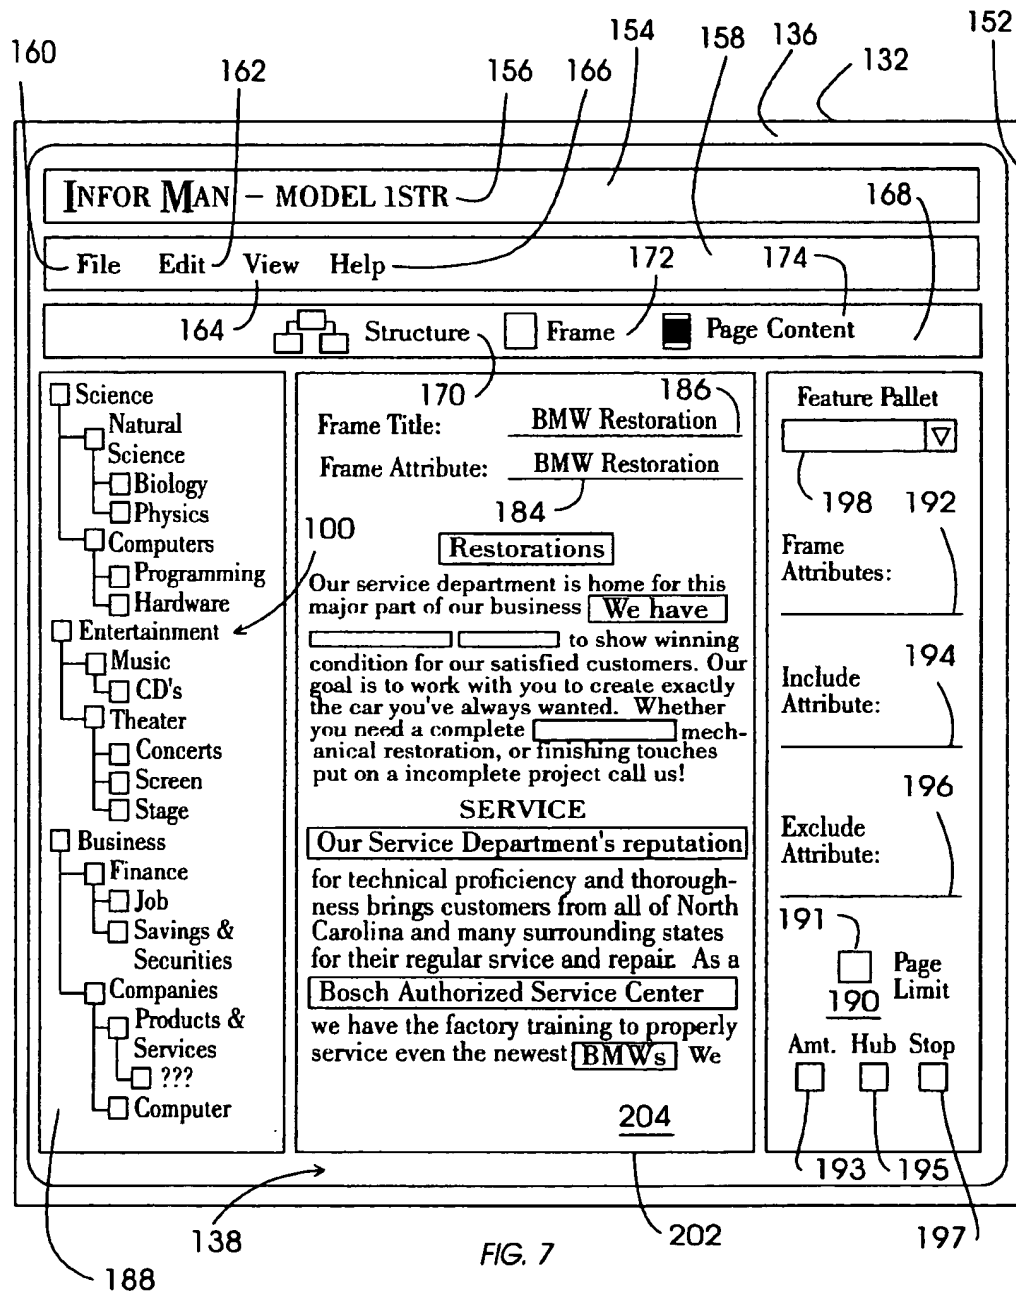 154
158
136
132
152
160
162
156
166
INFOR MAN – MODEL 1STR
168
File Edit View Help
172
174
164
Structure
Frame
Page Content
170
Science
Natural
Science
Biology
Physics
Computers
Programming
Hardware
Entertainment
Music
CD's
Theater
Concerts
Screen
Stage
Business
Finance
Job
Savings &
Securities
Companies
Products &
Services
???
Computer
100
186
Frame Title: BMW Restoration
Frame Attribute: BMW Restoration
184
Restorations
Our service department is home for this
major part of our business We have
to show winning
condition for our satisfied customers. Our
goal is to work with you to create exactly
the car you've always wanted. Whether
you need a complete mech-
anical restoration, or finishing touches
put on a incomplete project call us!
SERVICE
Our Service Department's reputation
for technical proficiency and thorough-
ness brings customers from all of North
Carolina and many surrounding states
for their regular srvice and repair. As a
Bosch Authorized Service Center
we have the factory training to properly
service even the newest BMWs We
204
Feature Pallet
198
192
Frame
Attributes:
194
Include
Attribute:
196
Exclude
Attribute:
191
Page
Limit
190
Amt. Hub Stop
193
195
197
138
202
188
FIG. 7